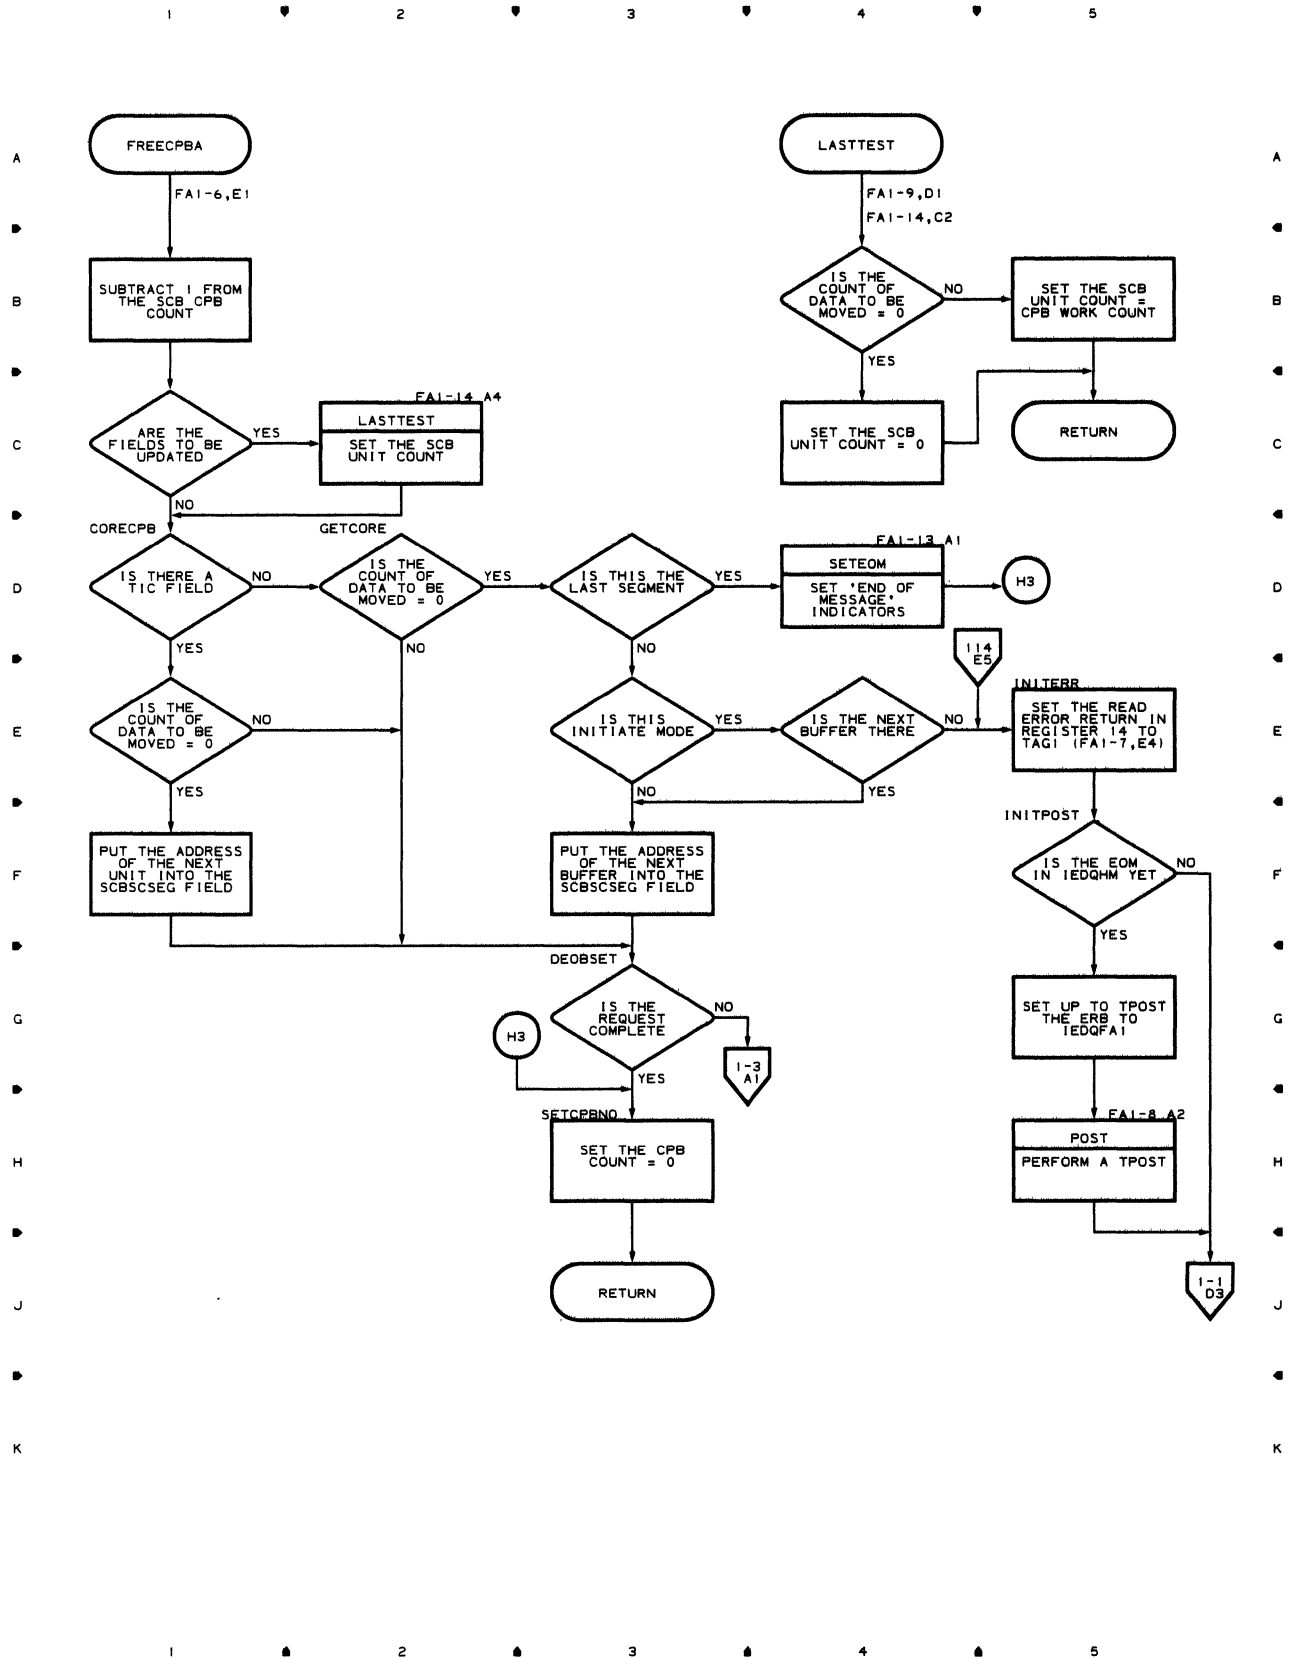 1 2 3 4 5
A A
FREECPBA
FA1-6,E1
LASTTEST
FA1-9,D1
FA1-14,C2
B B
SUBTRACT 1 FROM
THE SCB CPB
COUNT
IS THE
COUNT OF
DATA TO BE
MOVED = 0
NO
YES
SET THE SCB
UNIT COUNT =
CPB WORK COUNT
C C
ARE THE
FIELDS TO BE
UPDATED
YES
NO
FA1-14 A4
LASTTEST
SET THE SCB
UNIT COUNT
SET THE SCB
UNIT COUNT = 0
RETURN
D D
CORECPB
IS THERE A
TIC FIELD
NO
YES
GETCORE
IS THE
COUNT OF
DATA TO BE
MOVED = 0
YES
NO
IS THIS THE
LAST SEGMENT
YES
NO
FA1-13 A1
SETEOM
SET 'END OF
MESSAGE'
INDICATORS
H3
114
E5
E E
IS THE
COUNT OF
DATA TO BE
MOVED = 0
NO
YES
IS THIS
INITIATE MODE
YES
NO
IS THE NEXT
BUFFER THERE
NO
YES
INITERR
SET THE READ
ERROR RETURN IN
REGISTER 14 TO
TAG1 (FA1-7,E4)
F F
PUT THE ADDRESS
OF THE NEXT
UNIT INTO THE
SCBSCSEG FIELD
PUT THE ADDRESS
OF THE NEXT
BUFFER INTO THE
SCBSCSEG FIELD
INITPOST
IS THE EOM
IN IEDQHM YET
NO
YES
G G
DEOBSET
H3
IS THE
REQUEST
COMPLETE
NO
YES
1-3
A1
SET UP TO TPOST
THE ERB TO
IEDQFA1
H H
SETCPBNO
SET THE CPB
COUNT = 0
FA1-8 A2
POST
PERFORM A TPOST
J J
RETURN
1-1
D3
K K
1 2 3 4 5